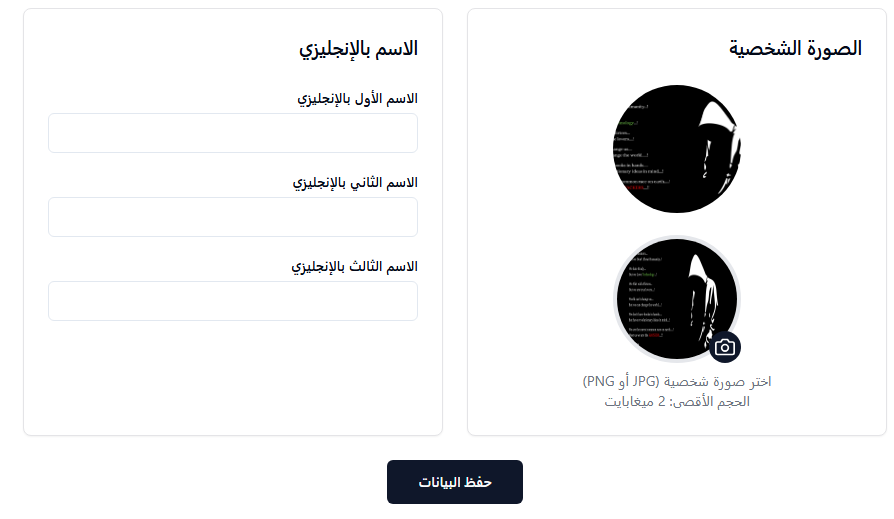 الصورة الشخصية
اختر صورة شخصية (JPG أو PNG)
الحجم الأقصى: 2 ميغابايت
الاسم بالإنجليزي
الاسم الأول بالإنجليزي
الاسم الثاني بالإنجليزي
الاسم الثالث بالإنجليزي
حفظ البيانات